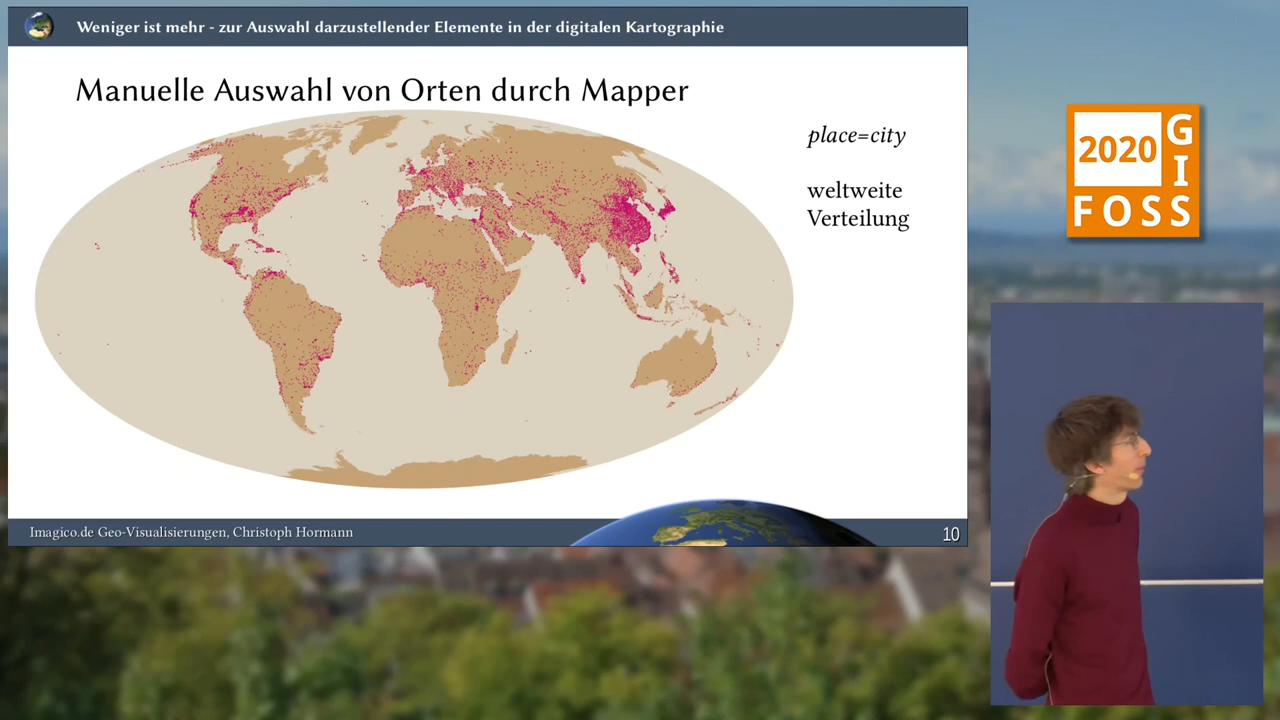 Weniger ist mehr - zur Auswahl darzustellender Elemente in der digitalen Kartographie
Manuelle Auswahl von Orten durch Mapper
place=city
weltweite
Verteilung
Imagico.de Geo-Visualisierungen, Christoph Hormann
10
2020
GIS
FOSS